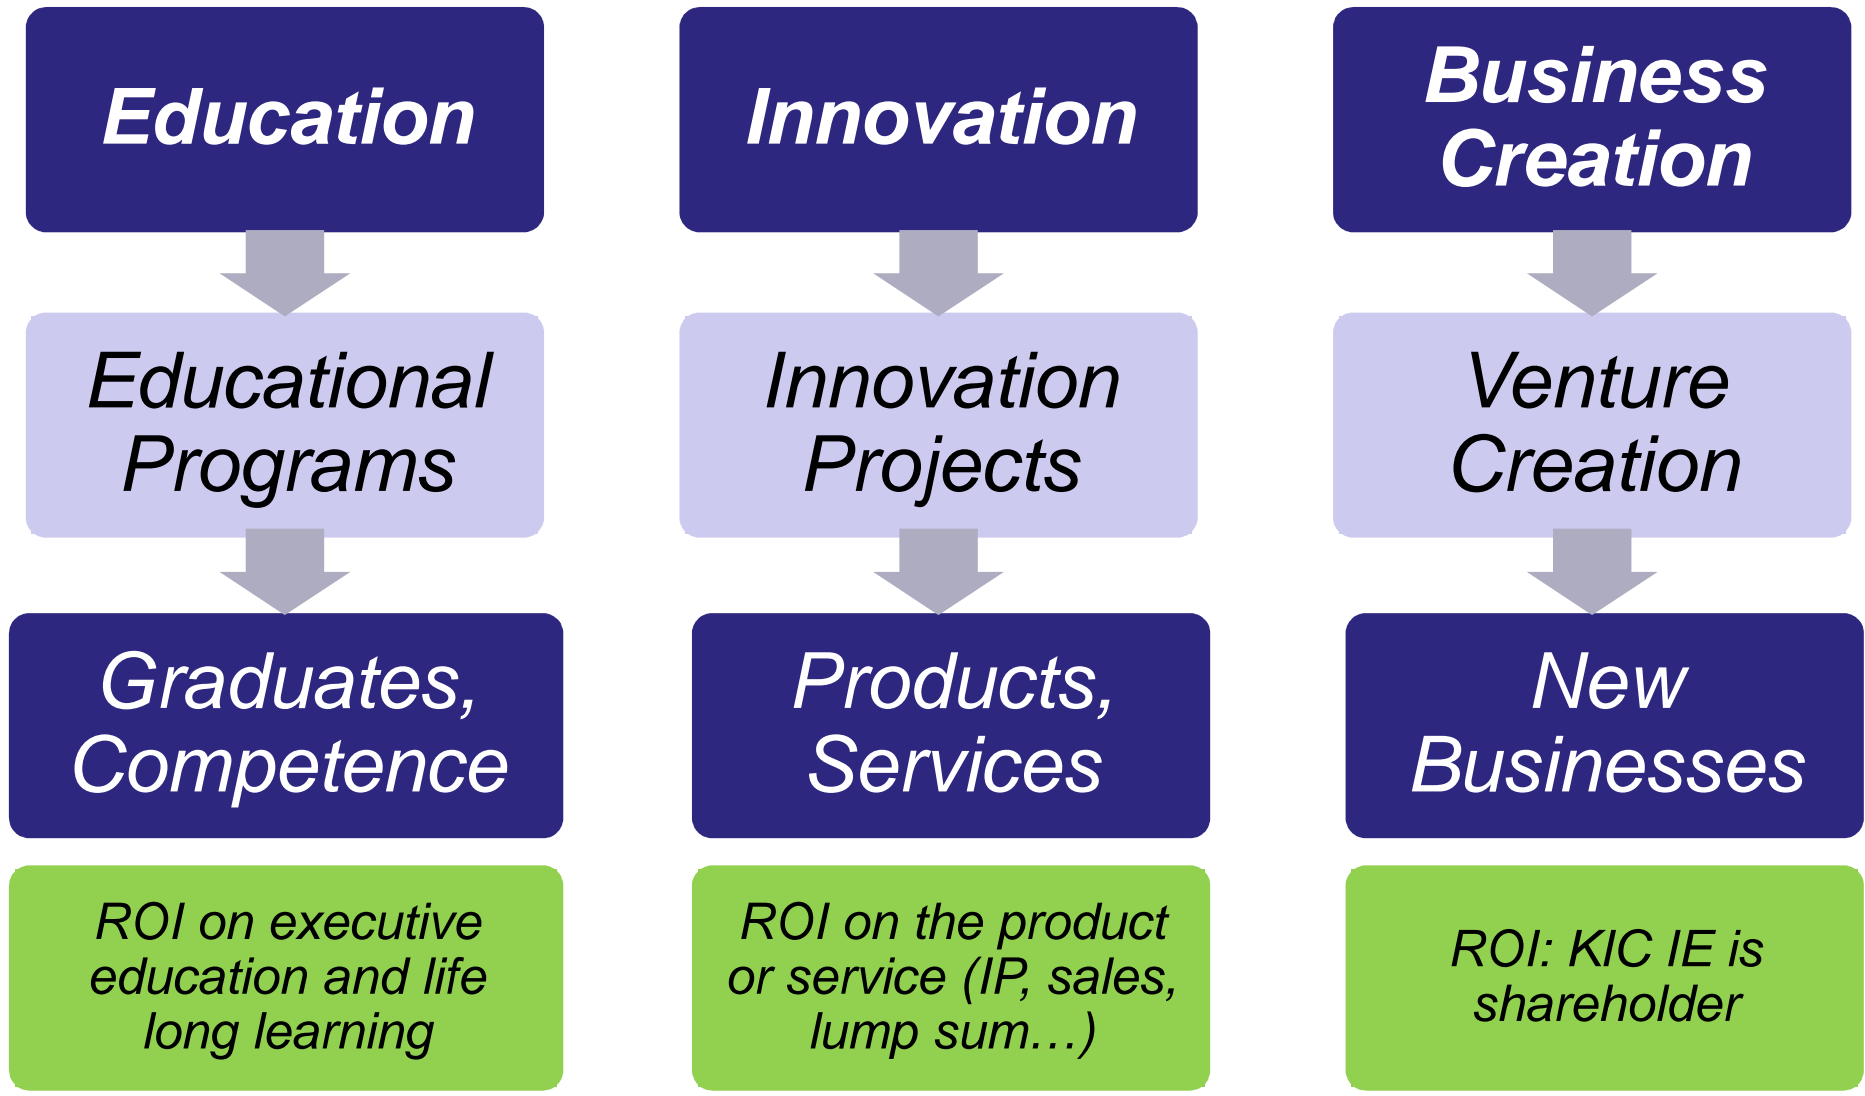 Education
Educational
Programs
Graduates,
Competence
ROI on executive
education and life
long learning
Innovation
Innovation
Projects
Products,
Services
ROI on the product
or service (IP, sales,
lump sum…)
Business
Creation
Venture
Creation
New
Businesses
ROI: KIC IE is
shareholder